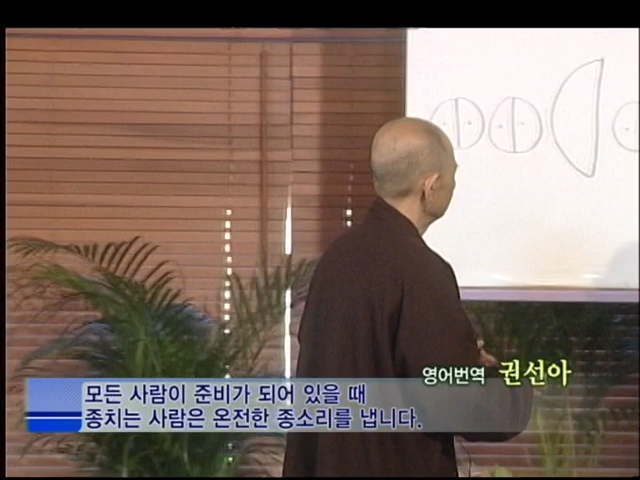 영어번역 권선아
모든 사람이 준비가 되어 있을 때
종치는 사람은 온전한 종소리를 냅니다.